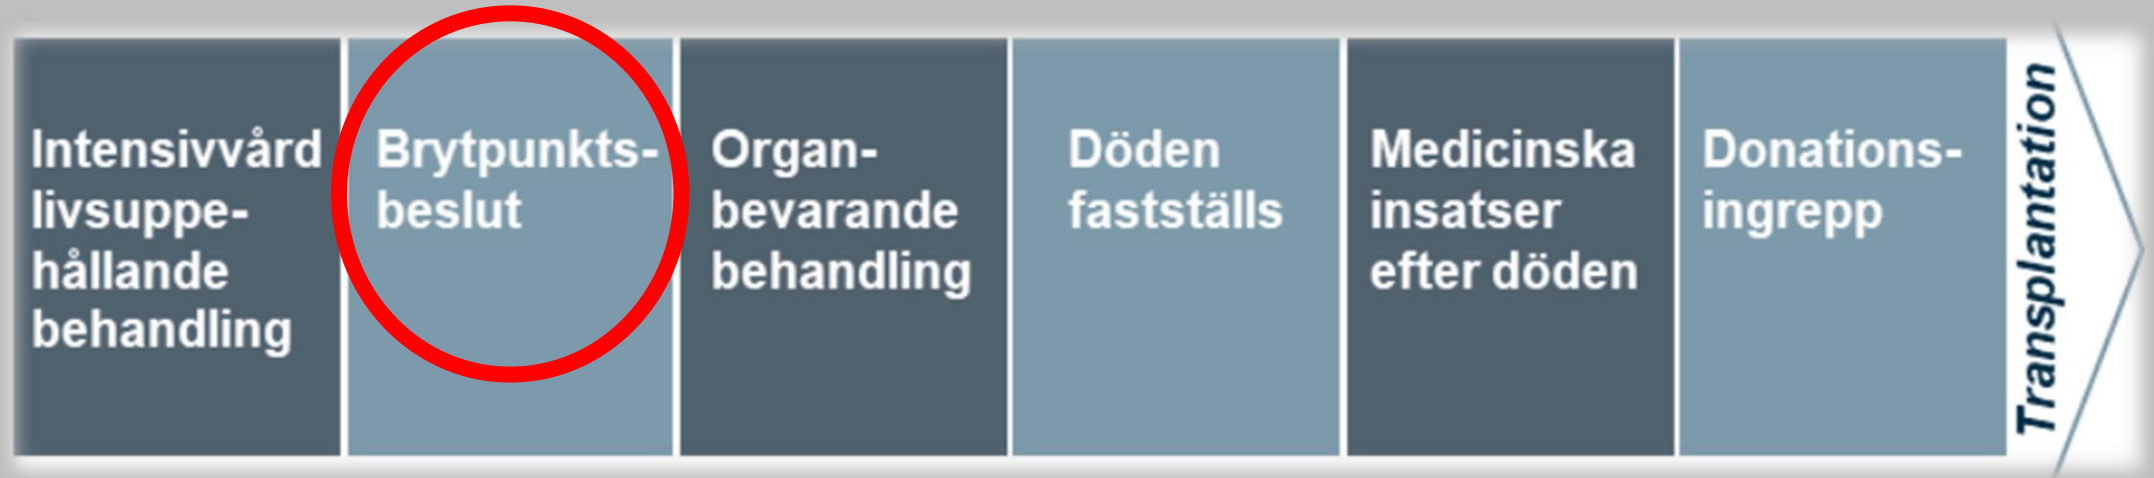 Intensivvård
livsuppe-
hållande
behandling
Brytpunkts-
beslut
Organ-
bevarande
behandling
Döden
fastställs
Medicinska
insatser
efter döden
Donations-
ingrepp
Transplantation